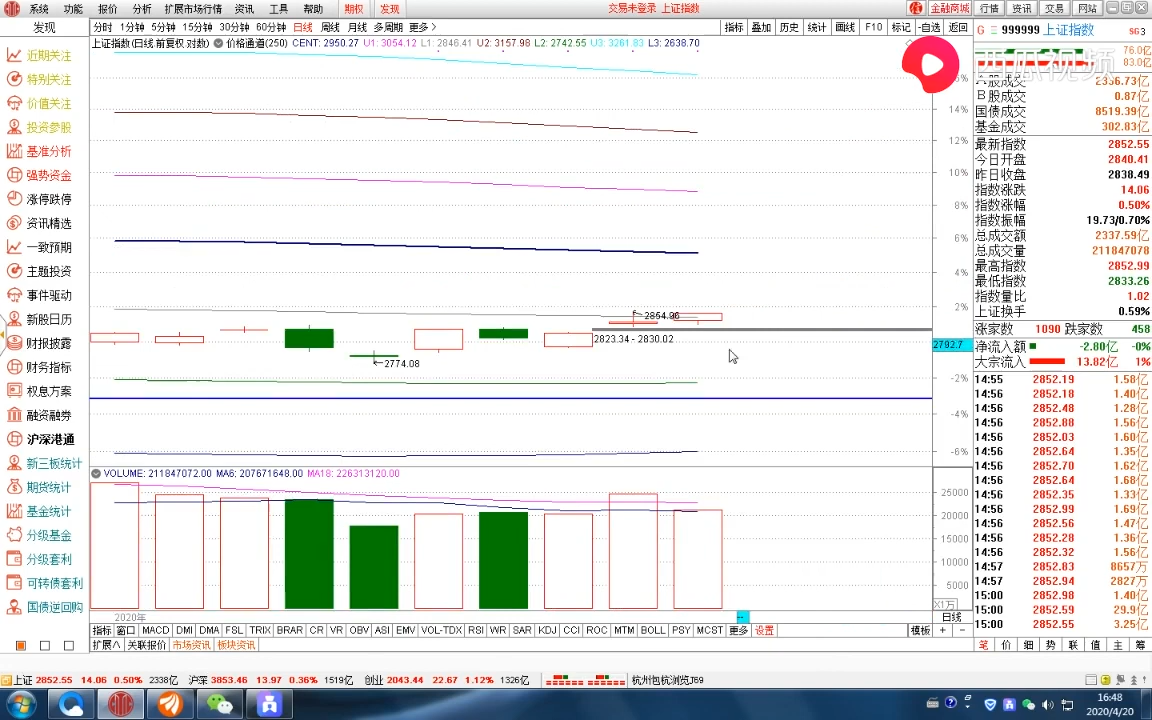 系统 功能 报价 分析 扩展市场行情 资讯 工具 帮助 期权 发现 交易未登录 上证指数 金融商城 行情 资讯 交易 网站
发现 分时 1分钟 5分钟 15分钟 30分钟 60分钟 日线 周线 月线 多周期 更多 指标 叠加 历史 统计 画线 F10 标记 -自选 返回
上证指数(日线.前复权.对数) 价格通道(250) CENT: 2950.27 U1: 3054.12 L1: 2846.41 U2: 3157.98 L2: 2742.55 U3: 3261.83 L3: 2638.70
G 999999 上证指数
西瓜视频
近期关注
特别关注
价值关注
投资参股
基准分析
强势资金
涨停跌停
资讯精选
一致预期
主题投资
事件驱动
新股日历
财报披露
财务指标
权息方案
融资融券
沪深港通
新三板统计
期货统计
基金统计
分级基金
分级套利
可转债套利
国债逆回购
14%
12%
10%
8%
6%
4%
2%
2792.7
-2%
-4%
-6%
2864.96
2823.34 - 2830.02
2774.08
VOLUME: 211847072.00 MA6: 207671648.00 MA18: 226313120.00
25000
20000
15000
10000
5000
X1万
2020年 日线
指标 窗口 MACD DMI DMA FSL TRIX BRAR CR VR OBV ASI EMV VOL-TDX RSI WR SAR KDJ CCI ROC MTM BOLL PSY MCST 更多 设置 模板 + -
扩展∧ 关联报价 市场资讯 板块资讯
76.0亿
83.0亿
A股成交 2336.73亿
B股成交 0.87亿
国债成交 8519.39亿
基金成交 302.83亿
最新指数 2852.55
今日开盘 2840.41
昨日收盘 2838.49
指数涨跌 14.06
指数涨幅 0.50%
指数振幅 19.73/0.70%
总成交额 2337.59亿
总成交量 211847078
最高指数 2852.99
最低指数 2833.26
指数量比 1.02
上证换手 0.59%
涨家数 1090 跌家数 458
净流入额 -2.80亿 -0%
大宗流入 13.82亿 1%
14:55 2852.19 1.58亿
14:56 2852.18 1.40亿
14:56 2852.48 1.28亿
14:56 2852.88 1.56亿
14:56 2852.03 1.60亿
14:56 2852.64 1.35亿
14:56 2852.70 1.62亿
14:56 2852.64 1.68亿
14:56 2852.35 1.33亿
14:56 2852.99 1.69亿
14:56 2852.56 1.47亿
14:56 2852.28 1.36亿
14:56 2852.32 1.56亿
14:57 2852.83 8657万
14:57 2852.94 2827万
15:00 2852.98 1.40亿
15:00 2852.59 29.9亿
15:00 2852.55 3.25亿
笔 价 细 势 联 值 主 筹
上证 2852.55 14.06 0.50% 2338亿 沪深 3853.46 13.97 0.36% 1519亿 创业 2043.44 22.67 1.12% 1326亿 杭州包杭浏览J69
16:48
2020/4/20